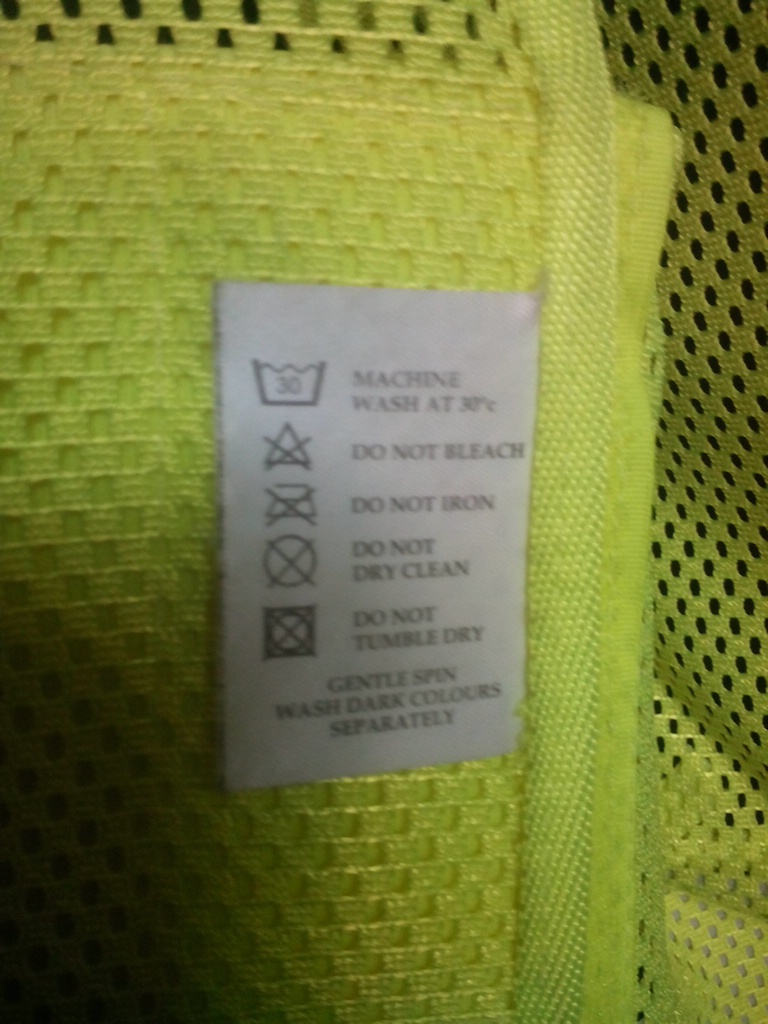 30
MACHINE
WASH AT 30°c
DO NOT BLEACH
DO NOT IRON
DO NOT
DRY CLEAN
DO NOT
TUMBLE DRY
GENTLE SPIN
WASH DARK COLOURS
SEPARATELY